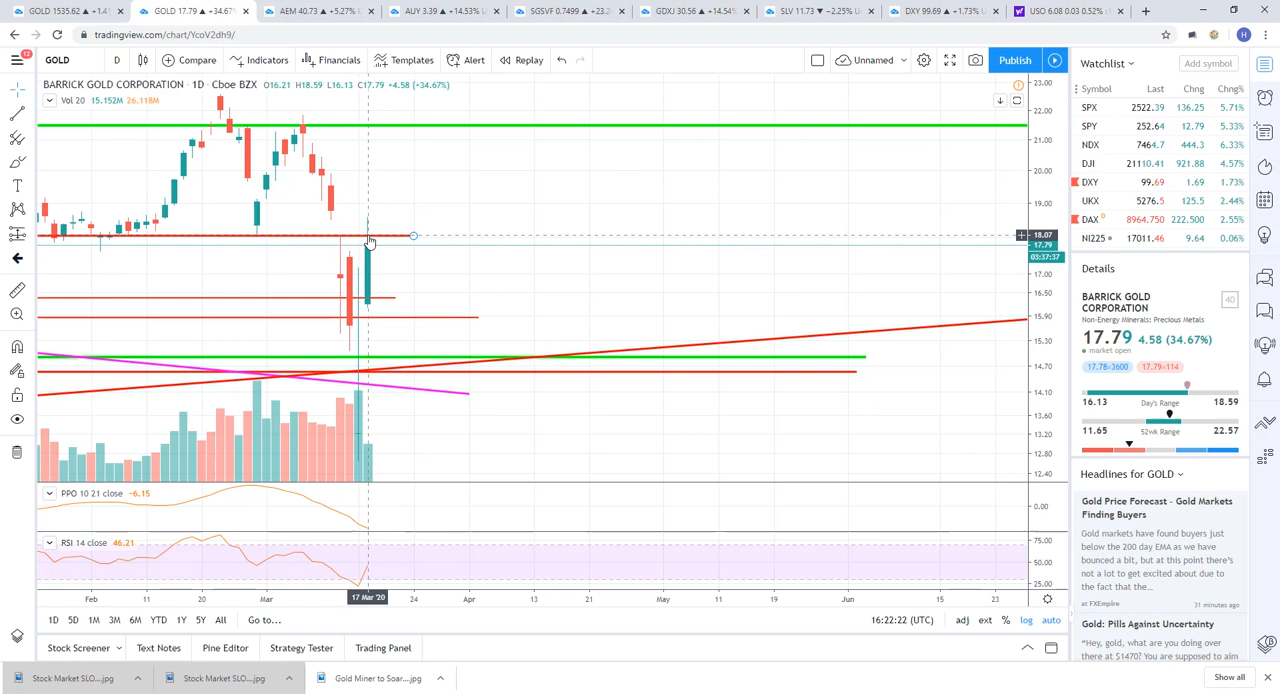 GOLD 1535.62 ▲ +1.4
GOLD 17.79 ▲ +34.67%
AEM 40.73 ▲ +5.27% U
AUY 3.39 ▲ +14.53% U
SGSVF 0.7499 ▲ +23.2
GDXJ 30.56 ▲ +14.54%
SLV 11.73 ▼ −2.25% U
DXY 99.69 ▲ +1.73% U
USO 6.08 0.03 0.52%
tradingview.com/chart/YcoV2dh9/
H
12
GOLD D Compare Indicators Financials Templates Alert Replay Unnamed Publish
BARRICK GOLD CORPORATION · 1D · Cboe BZX O16.21 H18.59 L16.13 C17.79 +4.58 (+34.67%)
Vol 20 15.152M 26.118M
23.00
22.00
21.00
20.00
19.00
18.07
17.79
03:37:37
17.00
16.50
15.90
15.30
14.70
14.10
13.60
13.20
12.80
12.40
PPO 10 21 close −6.15
0.00
RSI 14 close 46.21
75.00
50.00
25.00
Feb 11 20 Mar 17 Mar '20 24 Apr 13 21 May 11 19 Jun 15 23
1D 5D 1M 3M 6M YTD 1Y 5Y All Go to... 16:22:22 (UTC) adj ext % log auto
Stock Screener Text Notes Pine Editor Strategy Tester Trading Panel
Watchlist Add symbol
Symbol Last Chng Chng%
SPX 2522.39 136.25 5.71%
SPY 252.64 12.79 5.33%
NDX 7464.7 444.3 6.33%
DJI 21110.41 921.88 4.57%
DXY 99.69 1.69 1.73%
UKX 5276.5 125.5 2.44%
DAX D 8964.750 222.500 2.55%
NI225 17011.46 9.64 0.06%
Details
BARRICK GOLD
CORPORATION
40
Non-Energy Minerals: Precious Metals
17.79 4.58 (34.67%)
market open
17.78×3600 17.79×114
16.13 Day's Range 18.59
11.65 52wk Range 22.57
Headlines for GOLD
Gold Price Forecast - Gold Markets
Finding Buyers
Gold markets have found buyers just
below the 200 day EMA as we have
bounced a bit, but at this point there's
not a lot to get excited about due to
the fact that the...
at FXEmpire 31 minutes ago
Gold: Pills Against Uncertainty
“Hey, gold, what are you doing over
there at $1470? You are supposed to aim
Stock Market SLO....jpg
Stock Market SLO....jpg
Gold Miner to Soar....jpg
Show all